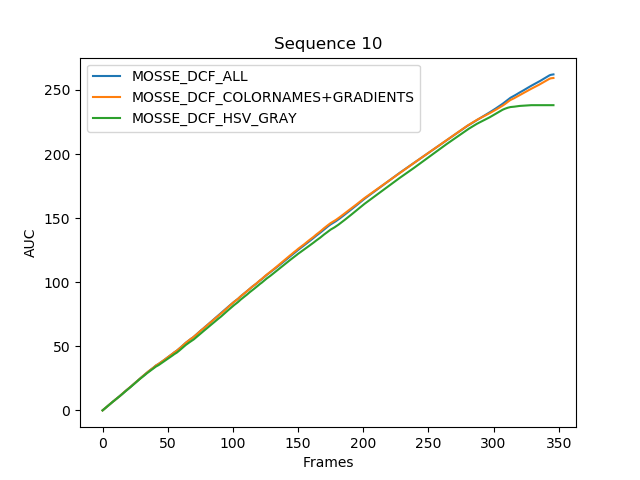 Sequence 10
MOSSE_DCF_ALL
MOSSE_DCF_COLORNAMES+GRADIENTS
MOSSE_DCF_HSV_GRAY
250
200
150
100
50
0
AUC
0 50 100 150 200 250 300 350
Frames